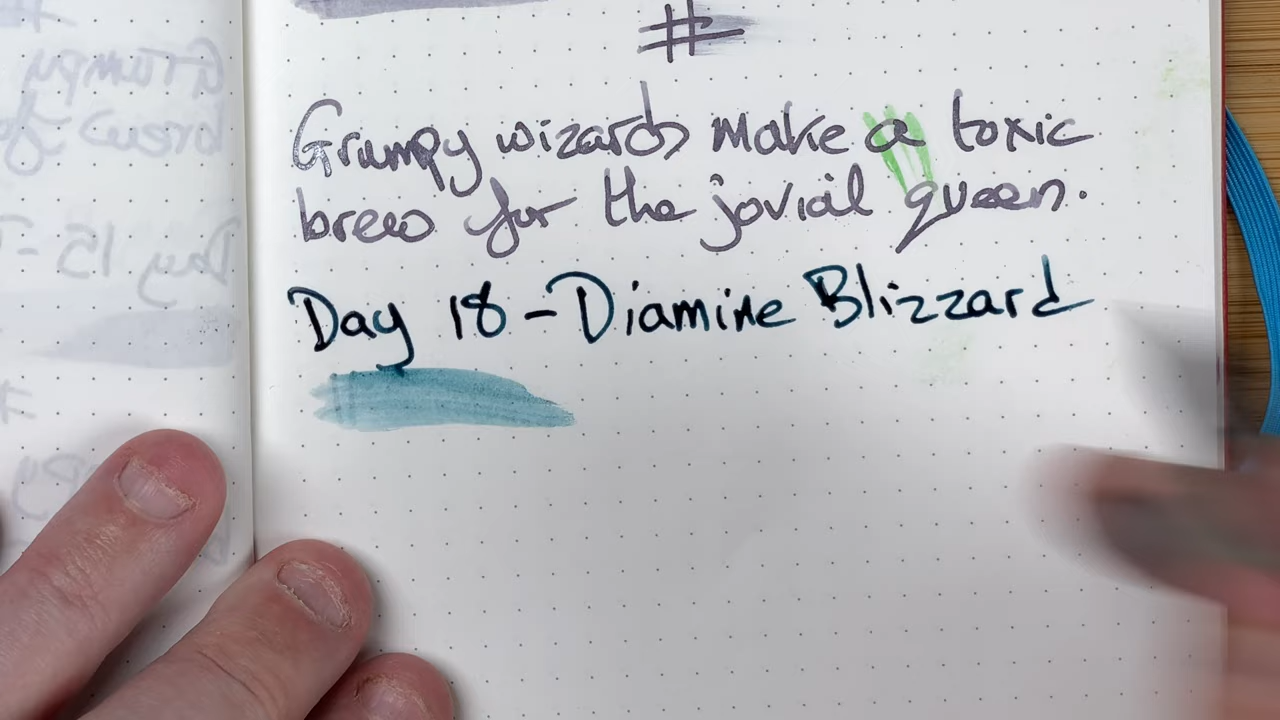 #
Grumpy wizards make a toxic
brew for the jovial queen.
Day 18 - Diamine Blizzard